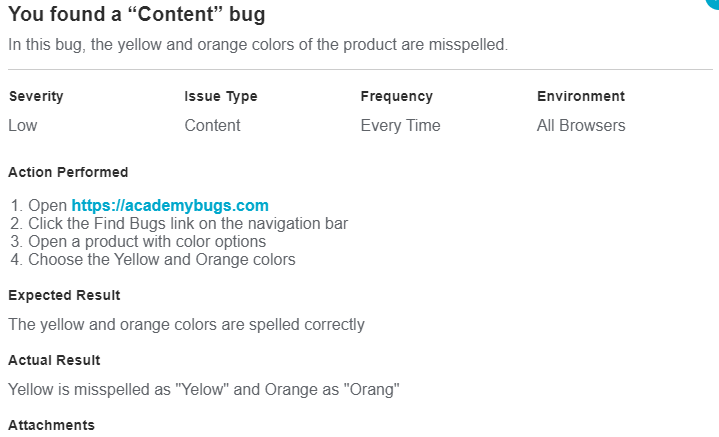 You found a “Content” bug
In this bug, the yellow and orange colors of the product are misspelled.
Severity
Issue Type
Frequency
Environment
Low
Content
Every Time
All Browsers
Action Performed
1. Open https://academybugs.com
2. Click the Find Bugs link on the navigation bar
3. Open a product with color options
4. Choose the Yellow and Orange colors
Expected Result
The yellow and orange colors are spelled correctly
Actual Result
Yellow is misspelled as "Yelow" and Orange as "Orang"
Attachments